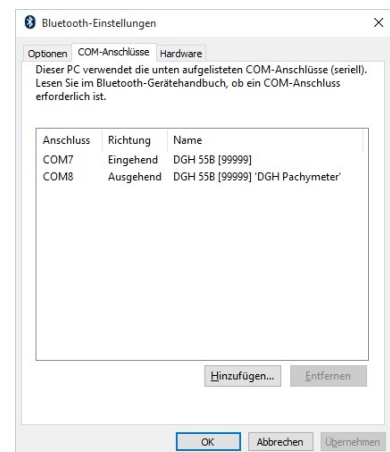 Bluetooth-Einstellungen
Optionen COM-Anschlüsse Hardware
Dieser PC verwendet die unten aufgelisteten COM-Anschlüsse (seriell).
Lesen Sie im Bluetooth-Gerätehandbuch, ob ein COM-Anschluss
erforderlich ist.
Anschluss Richtung Name
COM7 Eingehend DGH 55B [99999]
COM8 Ausgehend DGH 55B [99999] 'DGH Pachymeter'
Hinzufügen... Entfernen
OK Abbrechen Übernehmen